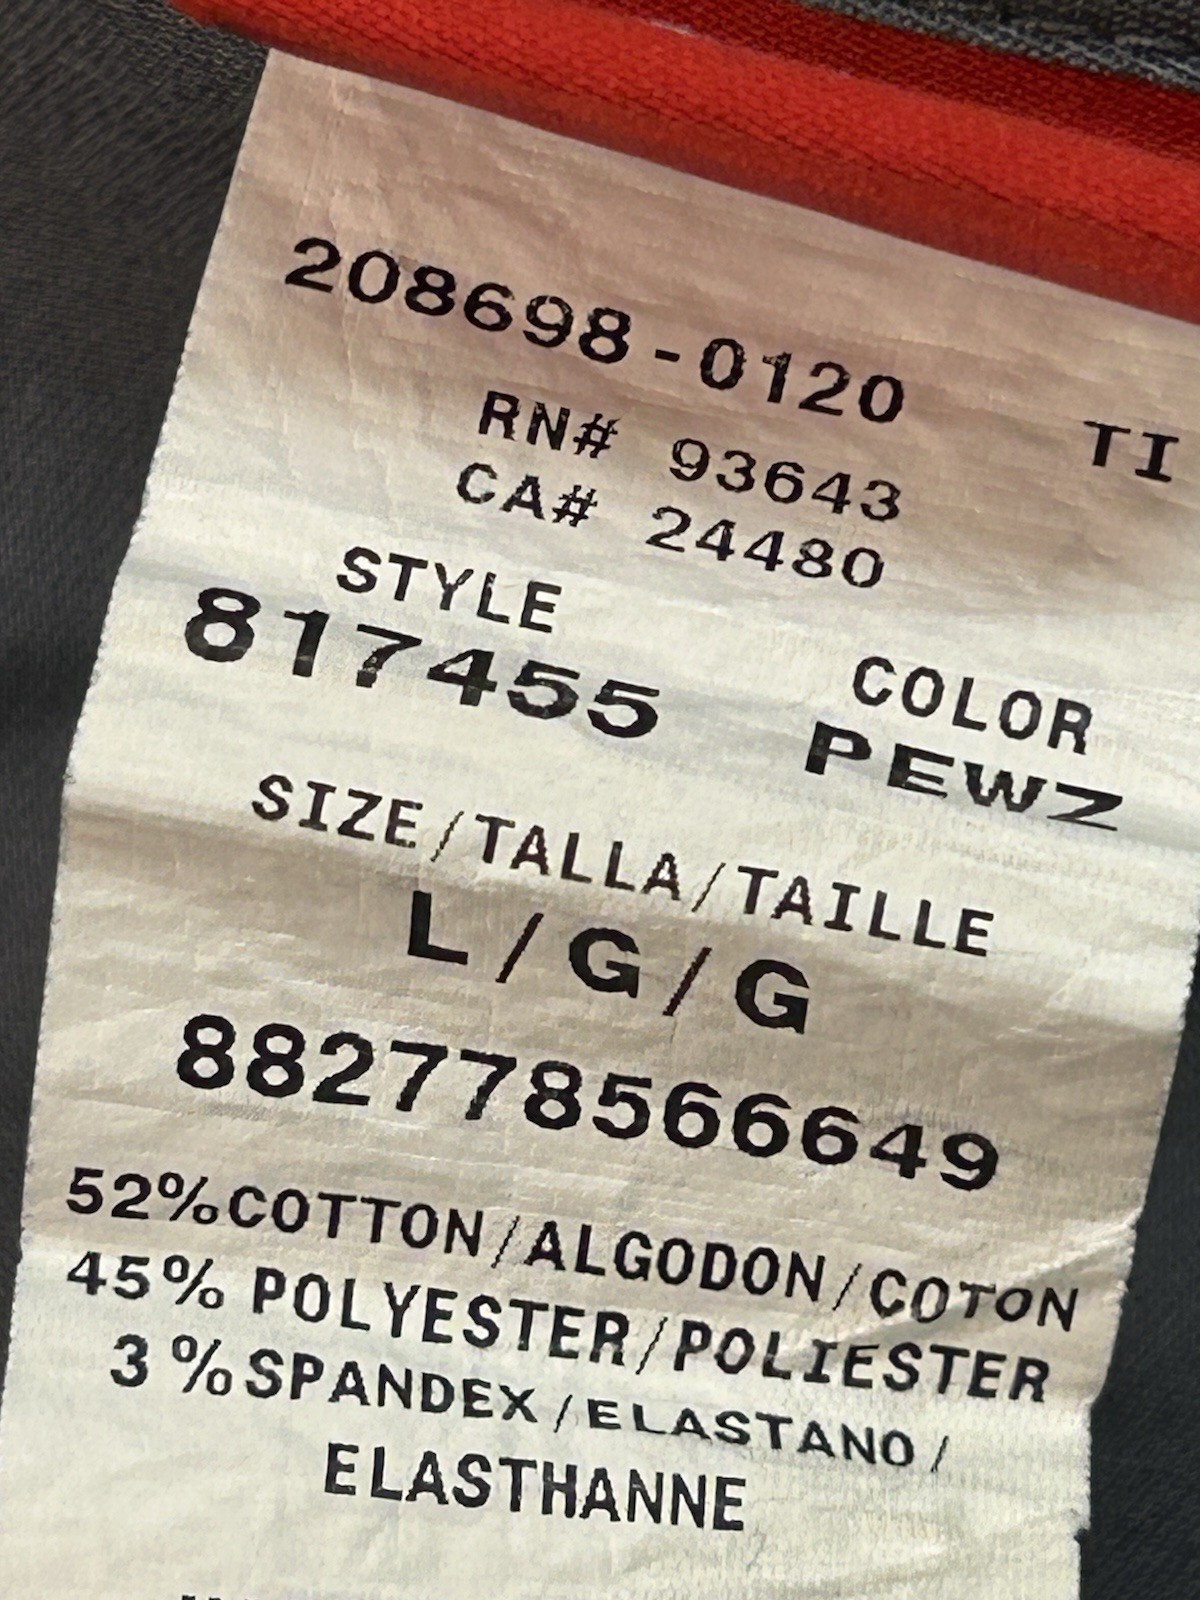 208698-0120 TI
RN# 93643
CA# 24480
STYLE COLOR
817455 PEWZ
SIZE/TALLA/TAILLE
L/G/G
882778566649
52%COTTON/ALGODON/COTON
45% POLYESTER/POLIESTER
3%SPANDEX/ELASTANO/
ELASTHANNE